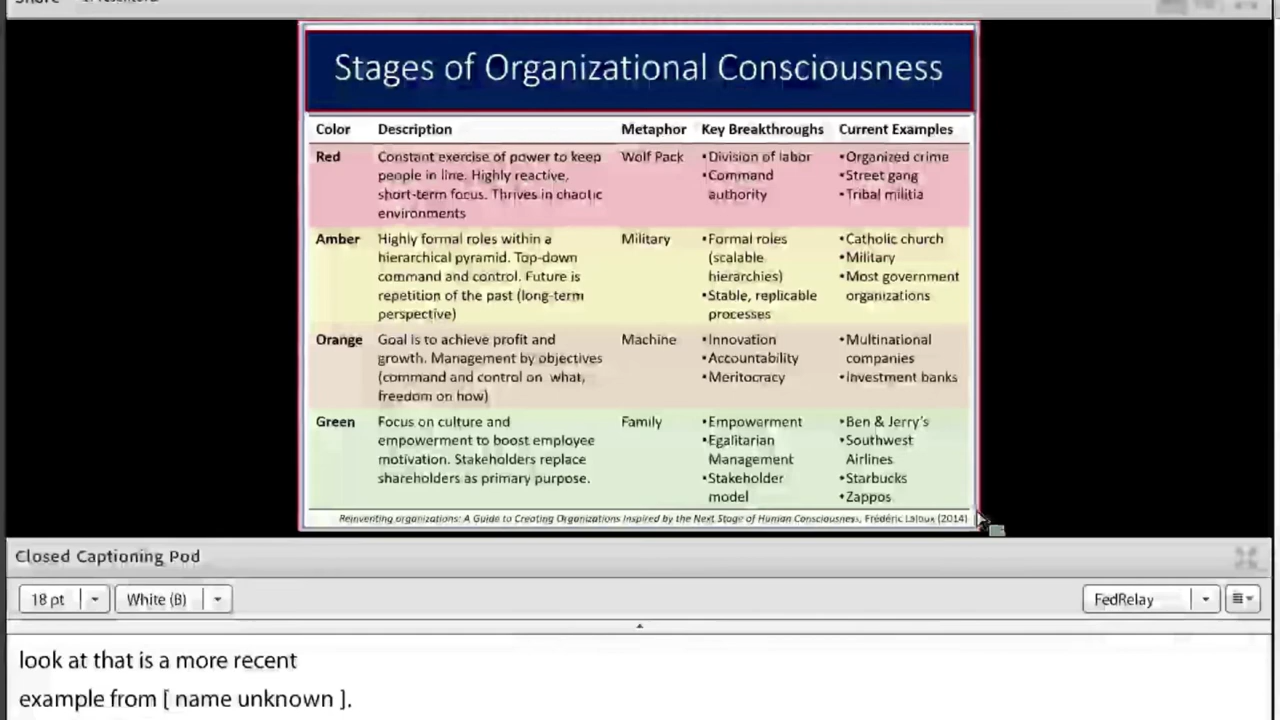 Stages of Organizational Consciousness
Color Description Metaphor Key Breakthroughs Current Examples
Red Constant exercise of power to keep Wolf Pack •Division of labor •Organized crime
people in line. Highly reactive, •Command •Street gang
short-term focus. Thrives in chaotic authority •Tribal militia
environments
Amber Highly formal roles within a Military •Formal roles •Catholic church
hierarchical pyramid. Top-down (scalable •Military
command and control. Future is hierarchies) •Most government
repetition of the past (long-term •Stable, replicable organizations
perspective) processes
Orange Goal is to achieve profit and Machine •Innovation •Multinational
growth. Management by objectives •Accountability companies
(command and control on what, •Meritocracy •Investment banks
freedom on how)
Green Focus on culture and Family •Empowerment •Ben & Jerry's
empowerment to boost employee •Egalitarian •Southwest
motivation. Stakeholders replace Management Airlines
shareholders as primary purpose. •Stakeholder •Starbucks
model •Zappos
Reinventing organizations: A Guide to Creating Organizations Inspired by the Next Stage of Human Consciousness, Frédéric Laloux (2014)
Closed Captioning Pod
18 pt White (B) FedRelay
look at that is a more recent
example from [ name unknown ].